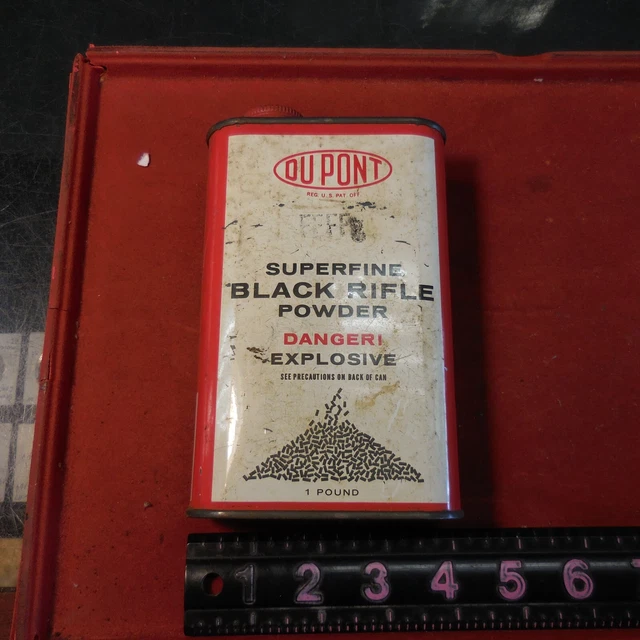 DU PONT
REG. U.S. PAT. OFF.
FFFFg
SUPERFINE
BLACK RIFLE
POWDER
DANGER!
EXPLOSIVE
SEE PRECAUTIONS ON BACK OF CAN
1 POUND
1 2 3 4 5 6